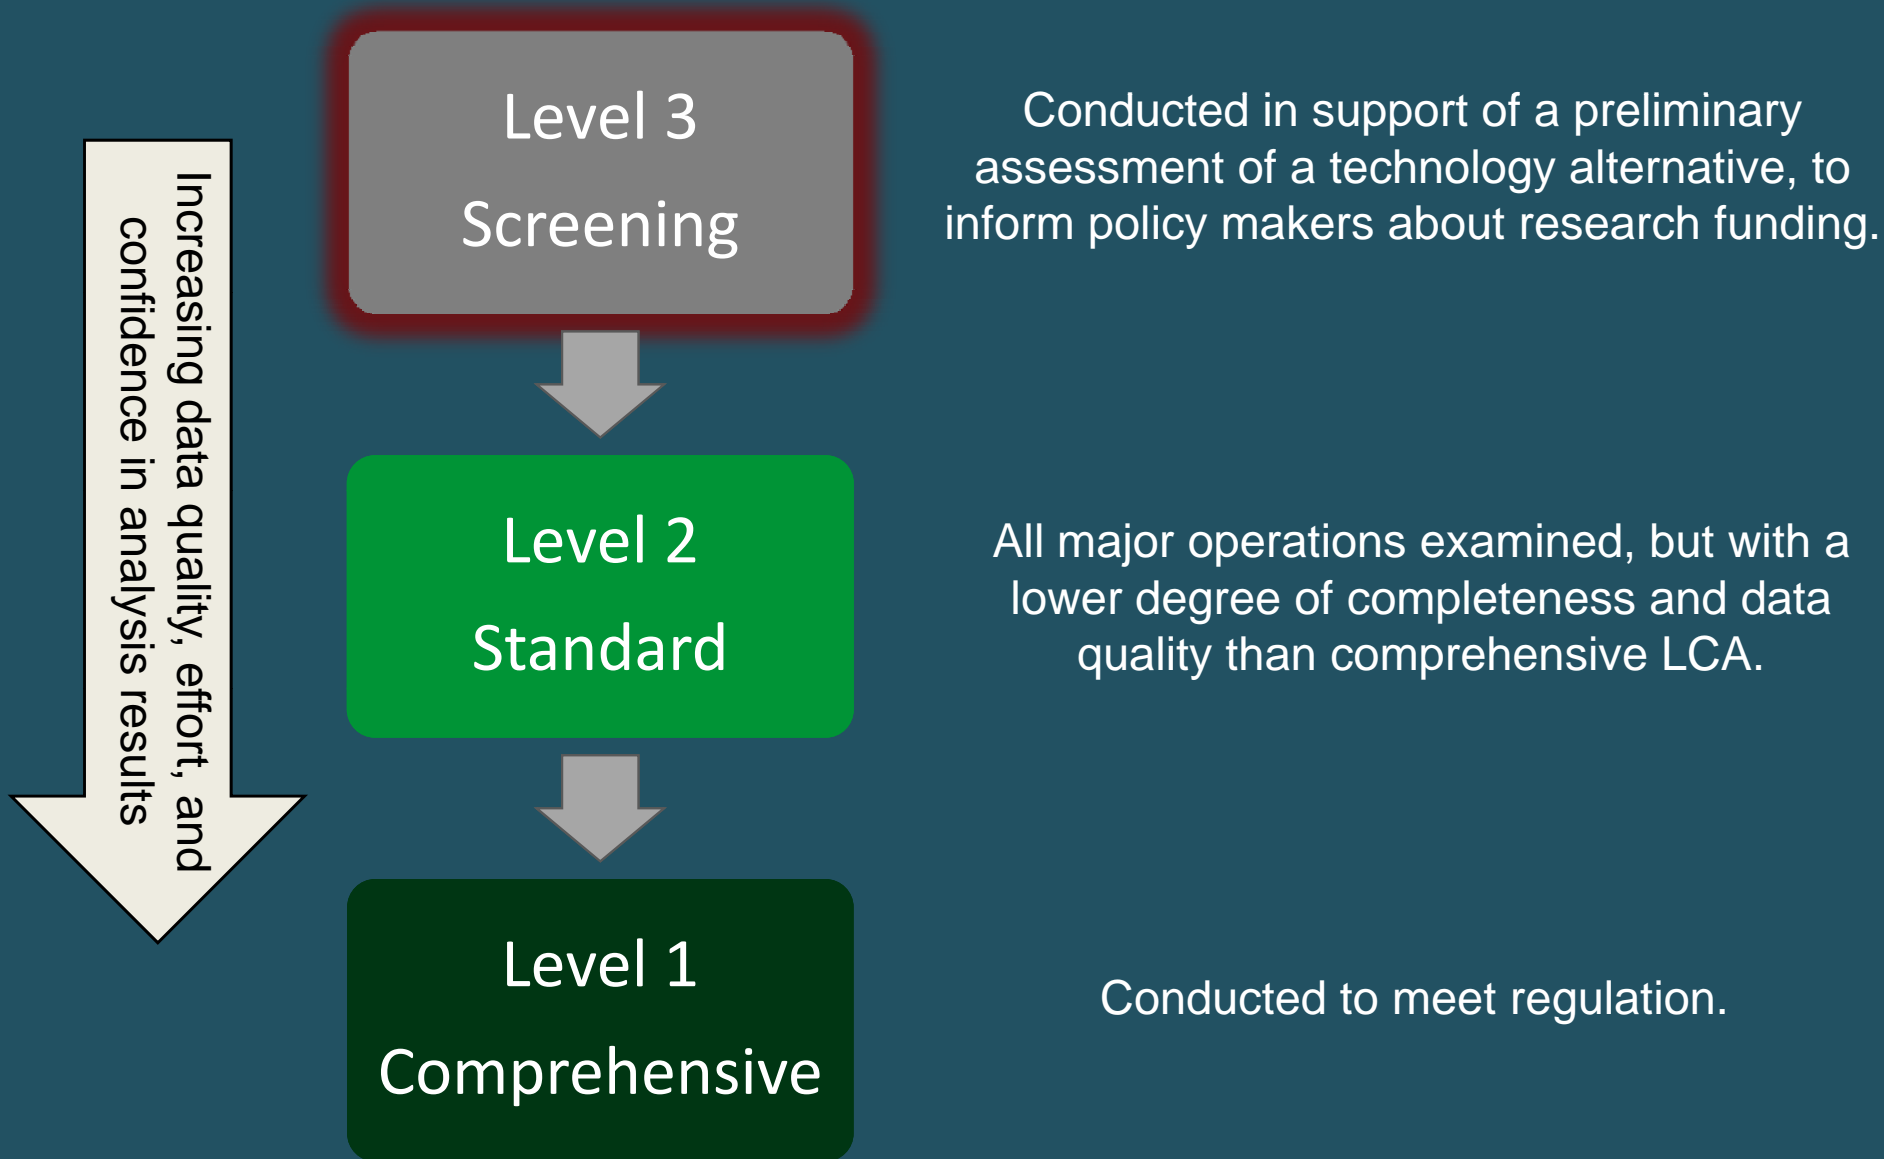 Increasing data quality, effort, and
confidence in analysis results
Level 3
Screening
Conducted in support of a preliminary
assessment of a technology alternative, to
inform policy makers about research funding.
Level 2
Standard
All major operations examined, but with a
lower degree of completeness and data
quality than comprehensive LCA.
Level 1
Comprehensive
Conducted to meet regulation.